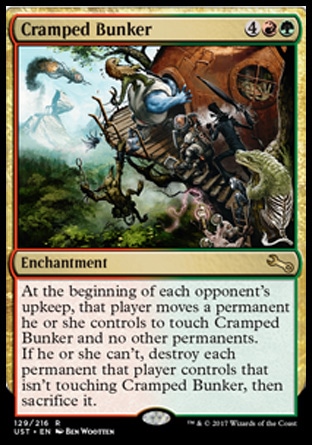 Cramped Bunker 4
Enchantment
At the beginning of each opponent's
upkeep, that player moves a permanent
he or she controls to touch Cramped
Bunker and no other permanents.
If he or she can't, destroy each
permanent that player controls that
isn't touching Cramped Bunker, then
sacrifice it.
129/216 R
UST • EN Ben Wootten
™ & © 2017 Wizards of the Coast